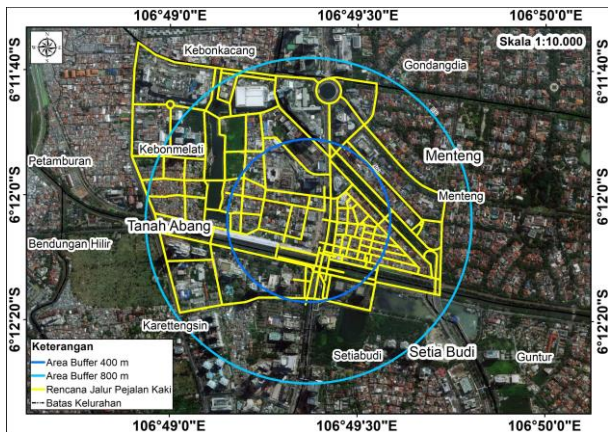 106°49'0"E
106°49'30"E
106°50'0"E
Kebonkacang
Skala 1:10.000
6°11'40"S
6°11'40"S
Gondangdia
Kebonmelati
Menteng
Petamburan
Menteng
6°12'0"S
6°12'0"S
Tanah Abang
Bendungan Hilir
6°12'20"S
6°12'20"S
Karettengsin
Setiabudi
Setia Budi
Guntur
Keterangan
Area Buffer 400 m
Area Buffer 800 m
Rencana Jalur Pejalan Kaki
Batas Kelurahan
106°49'0"E
106°49'30"E
106°50'0"E